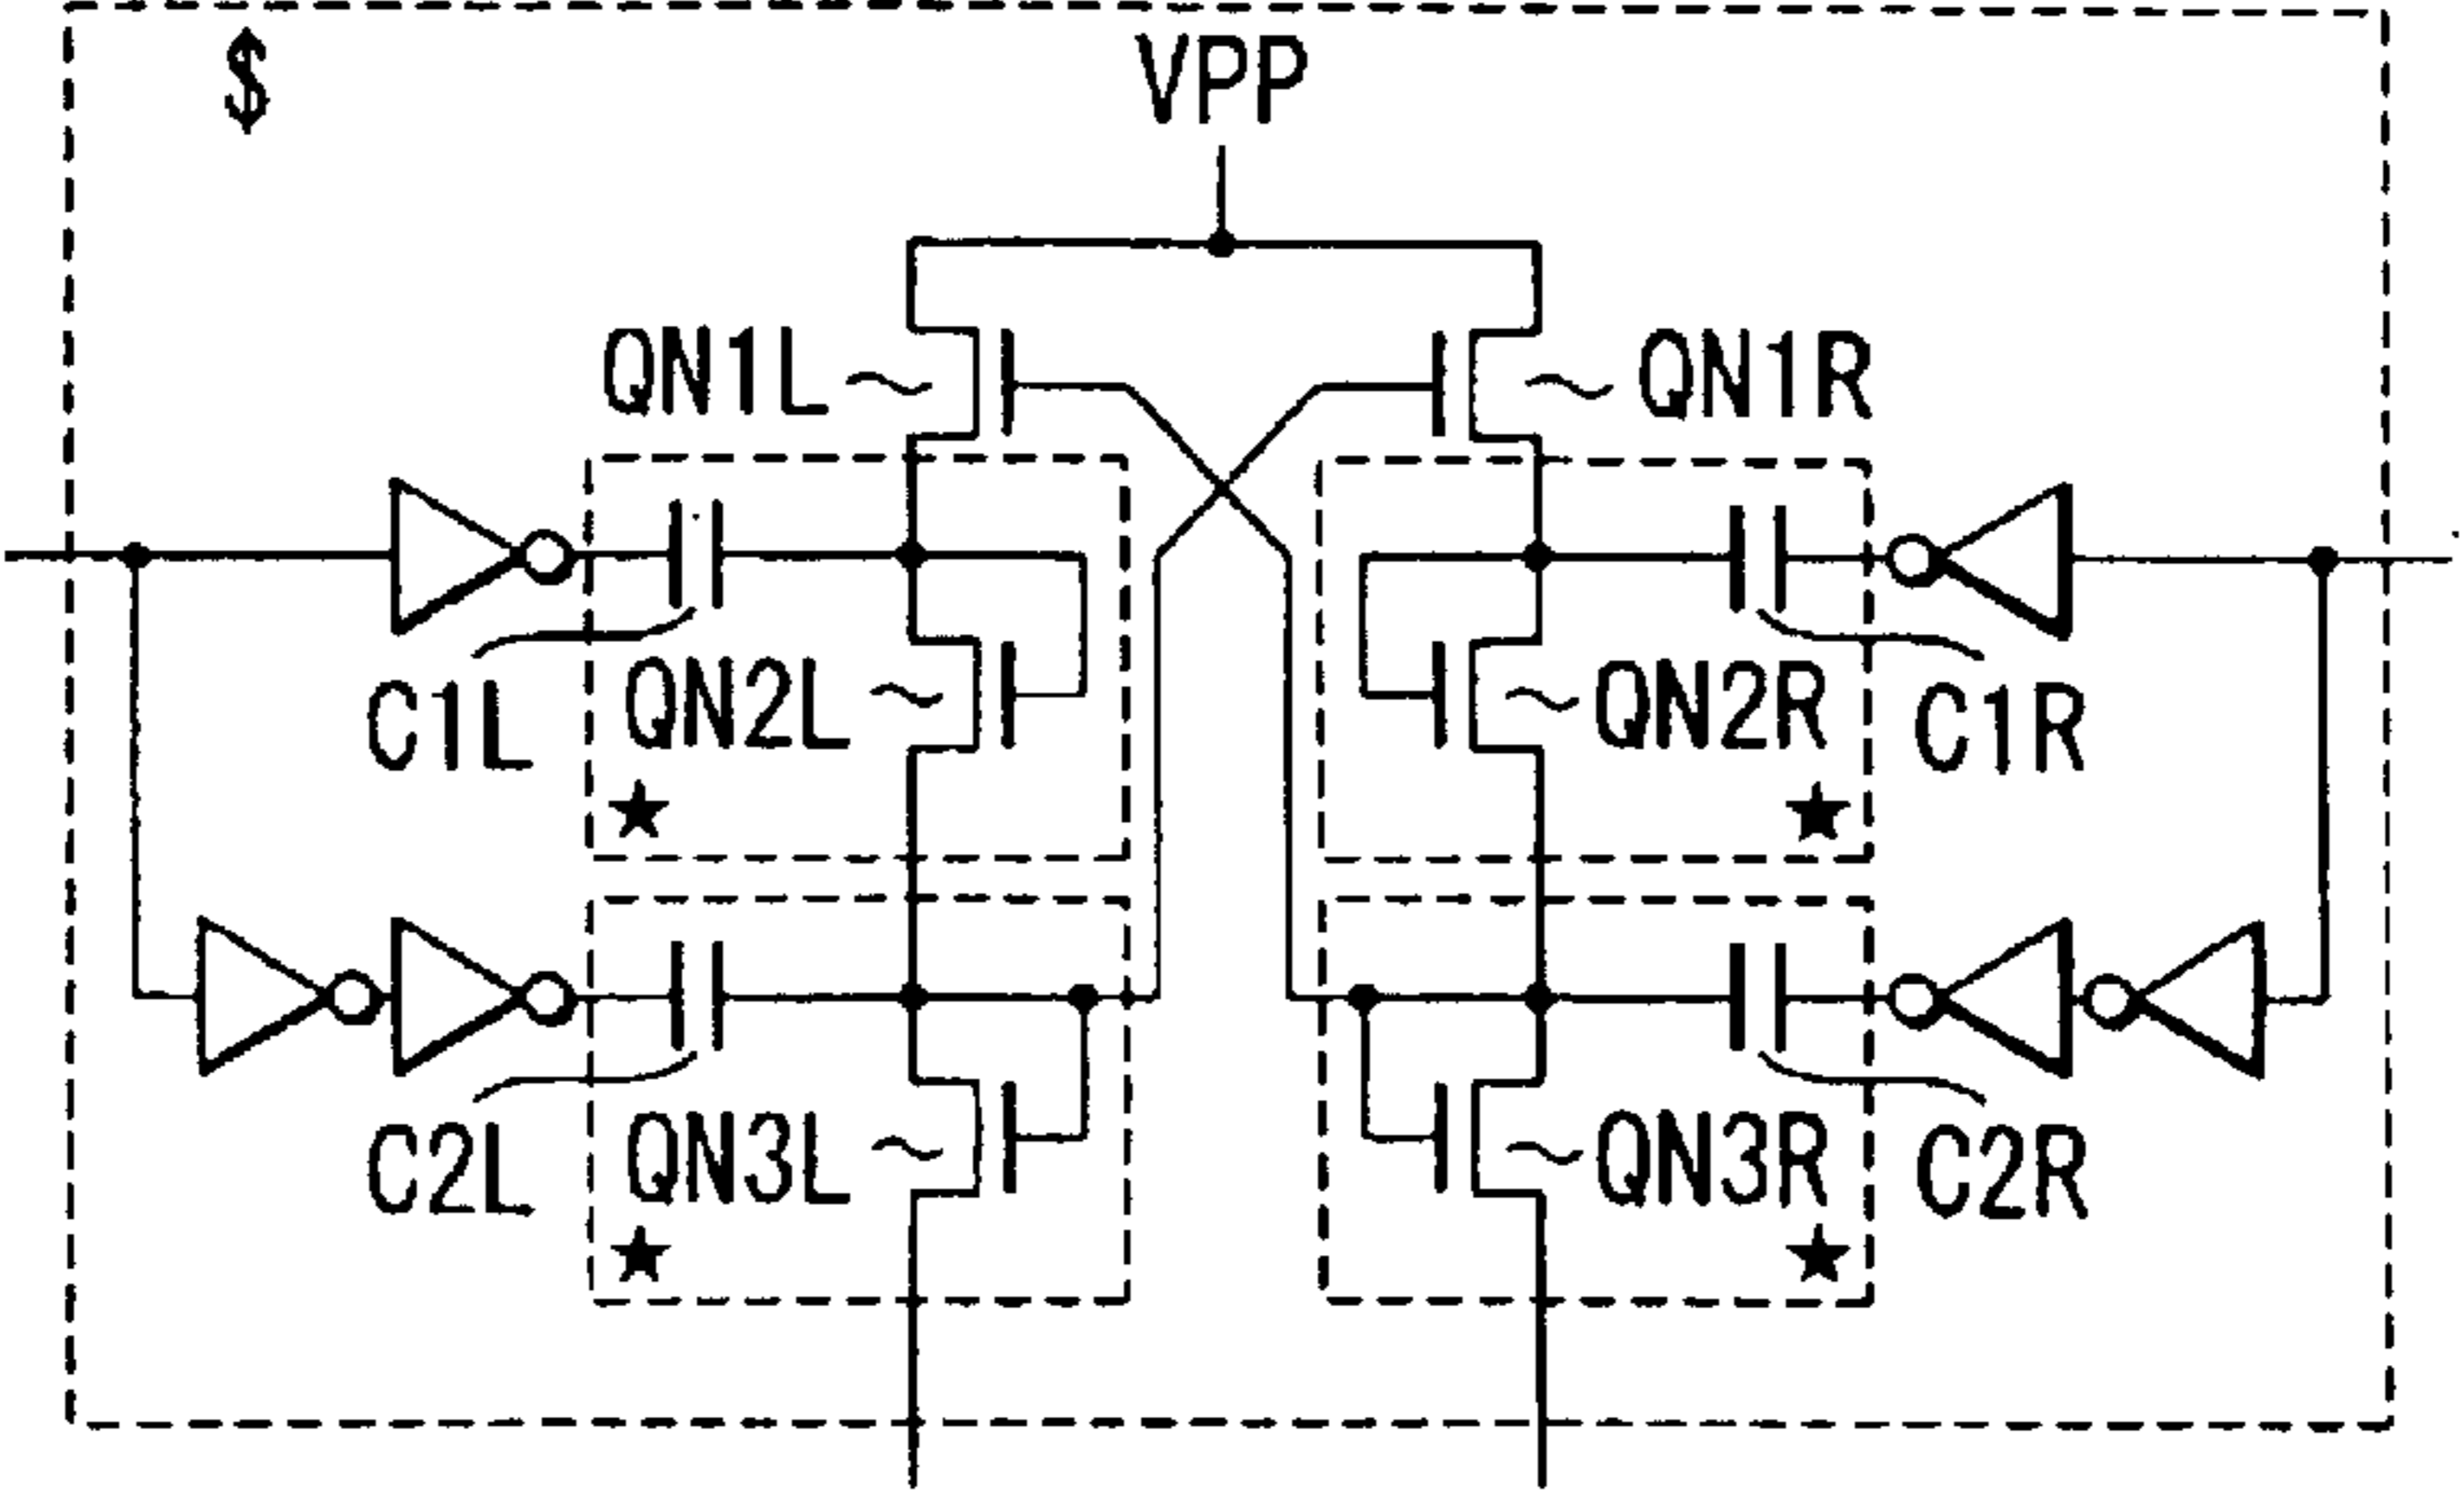 $
VPP
QN1L
QN1R
C1L
QN2L
QN2R
C1R
★
★
C2L
QN3L
QN3R
C2R
★
★